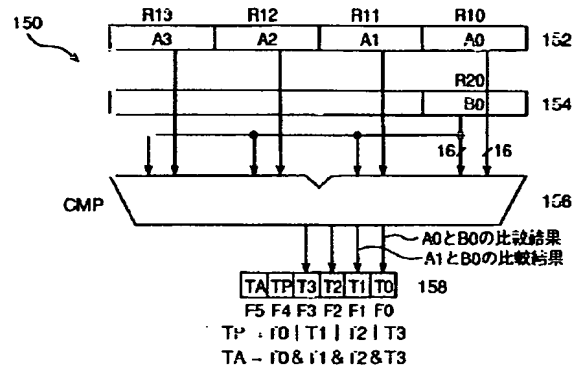 150
R13 R12 R11 R10
A3 A2 A1 A0 152
R20
B0 154
16 16
CMP 156
A0とB0の比較結果
A1とB0の比較結果
TA TP T3 T2 T1 T0 158
F5 F4 F3 F2 F1 F0
TP = T0 | T1 | T2 | T3
TA = T0 & T1 & T2 & T3